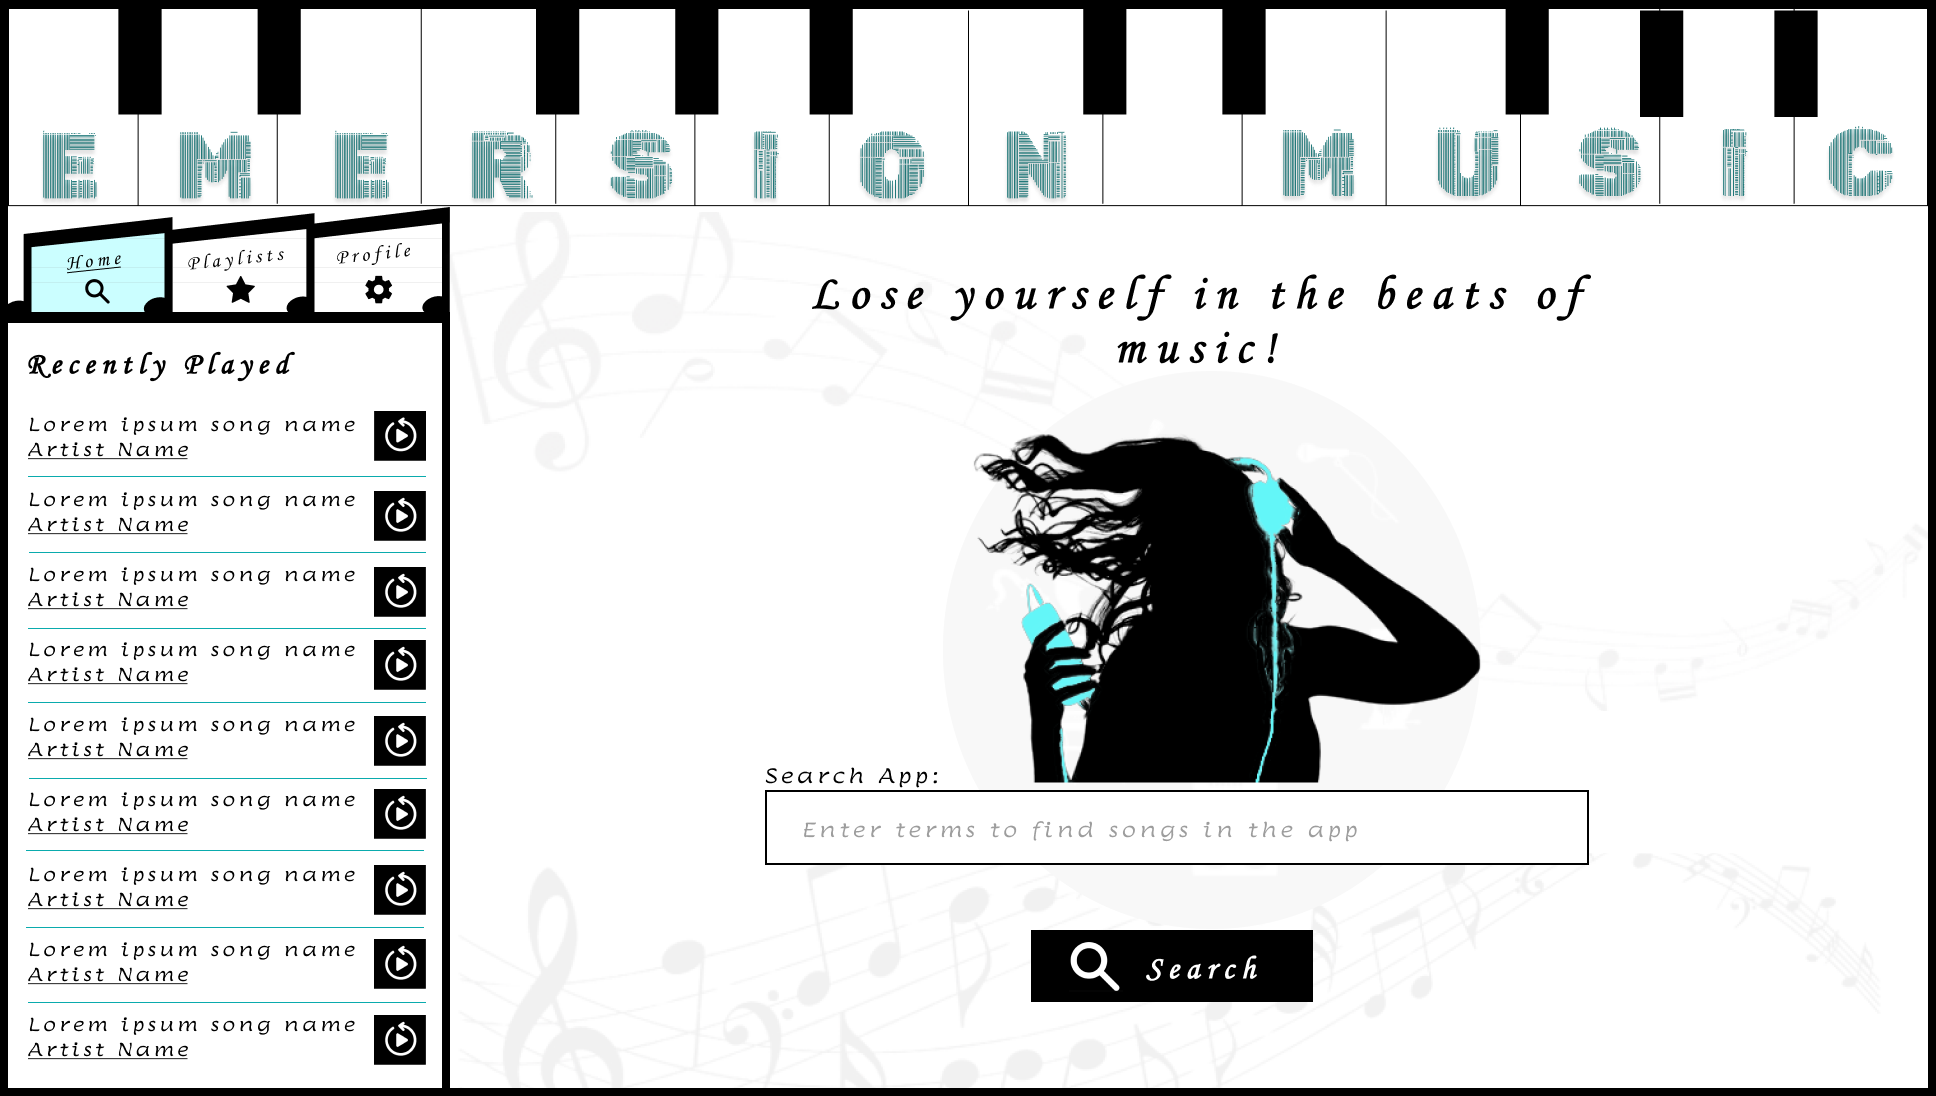 EMERSiON MUSiC
Home Playlists Profile
Recently Played
Lorem ipsum song name
Artist Name
Lorem ipsum song name
Artist Name
Lorem ipsum song name
Artist Name
Lorem ipsum song name
Artist Name
Lorem ipsum song name
Artist Name
Lorem ipsum song name
Artist Name
Lorem ipsum song name
Artist Name
Lorem ipsum song name
Artist Name
Lorem ipsum song name
Artist Name
Lose yourself in the beats of
music!
Search App:
Enter terms to find songs in the app
Search